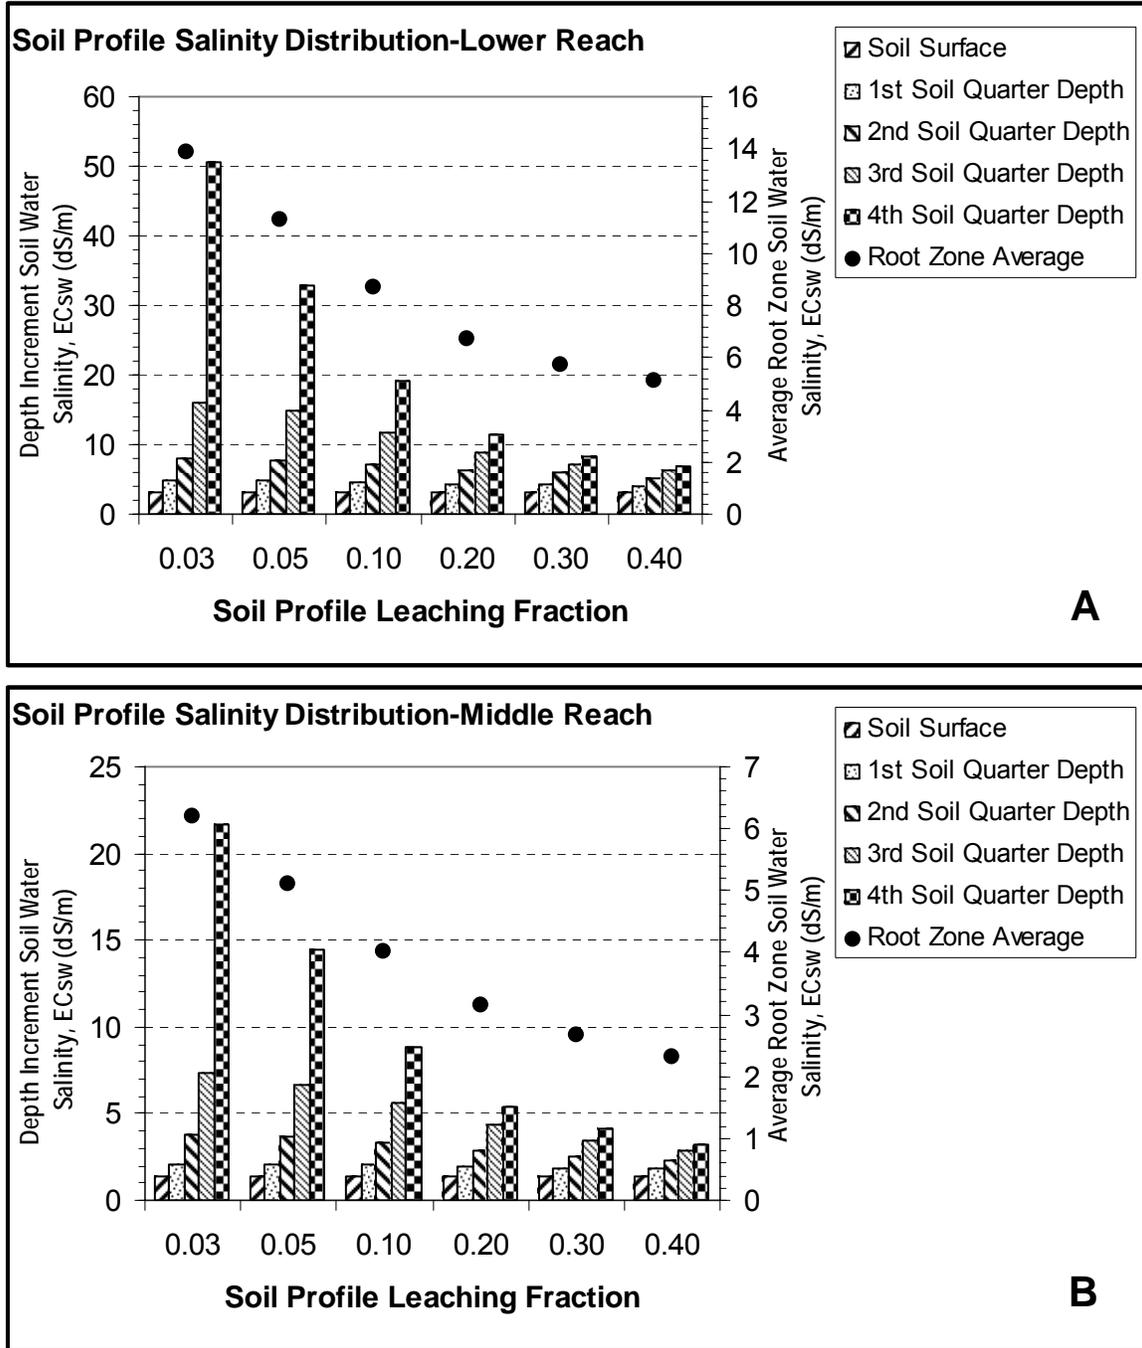 Soil Profile Salinity Distribution-Lower Reach
Soil Surface
1st Soil Quarter Depth
2nd Soil Quarter Depth
3rd Soil Quarter Depth
4th Soil Quarter Depth
Root Zone Average
Depth Increment Soil Water
Salinity, ECsw (dS/m)
60
50
40
30
20
10
0
16
14
12
10
8
6
4
2
0
Average Root Zone Soil Water
Salinity, ECsw (dS/m)
0.03 0.05 0.10 0.20 0.30 0.40
Soil Profile Leaching Fraction
A
Soil Profile Salinity Distribution-Middle Reach
Soil Surface
1st Soil Quarter Depth
2nd Soil Quarter Depth
3rd Soil Quarter Depth
4th Soil Quarter Depth
Root Zone Average
Depth Increment Soil Water
Salinity, ECsw (dS/m)
25
20
15
10
5
0
7
6
5
4
3
2
1
0
Average Root Zone Soil Water
Salinity, ECsw (dS/m)
0.03 0.05 0.10 0.20 0.30 0.40
Soil Profile Leaching Fraction
B